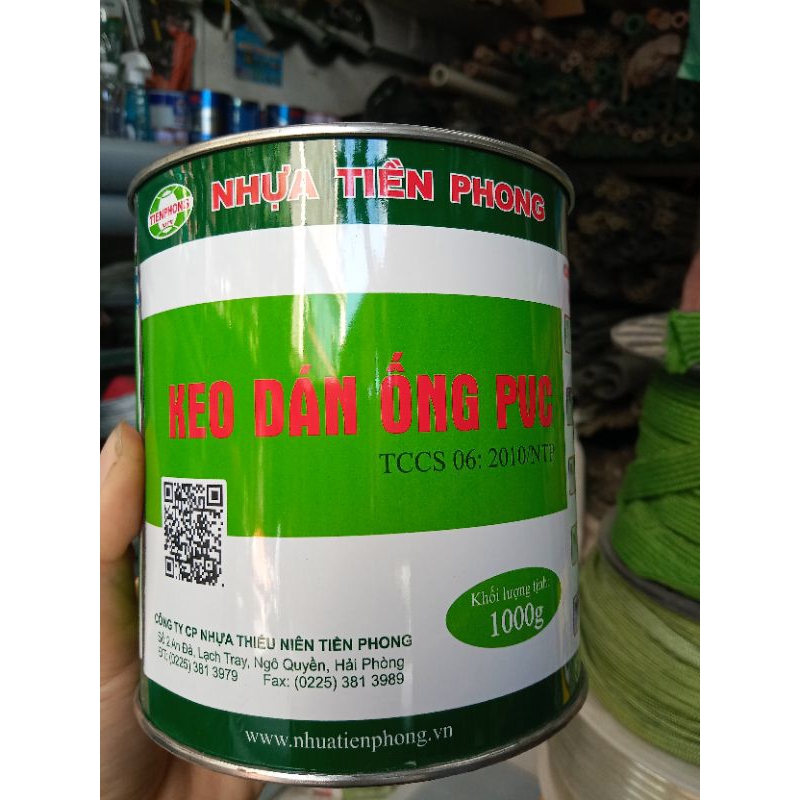 NHỰA TIỀN PHONG
TIENPHONG
KEO DÁN ỐNG PVC
TCCS 06: 2010/NTP
Khối lượng tịnh:
1000g
CÔNG TY CP NHỰA THIẾU NIÊN TIỀN PHONG
Số 2 An Đà, Lạch Tray, Ngô Quyền, Hải Phòng
ĐT: (0225) 381 3979 Fax: (0225) 381 3989
www.nhuatienphong.vn